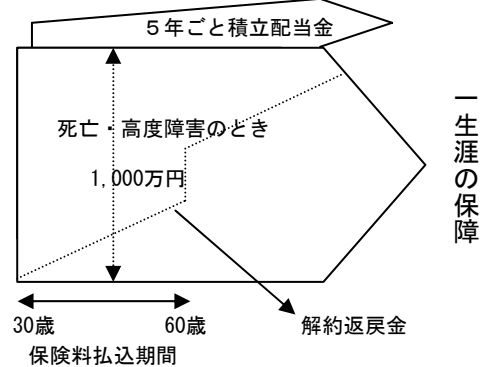 ５年ごと積立配当金
死亡・高度障害のとき
1,000万円
一生涯の保障
30歳
60歳
解約返戻金
保険料払込期間